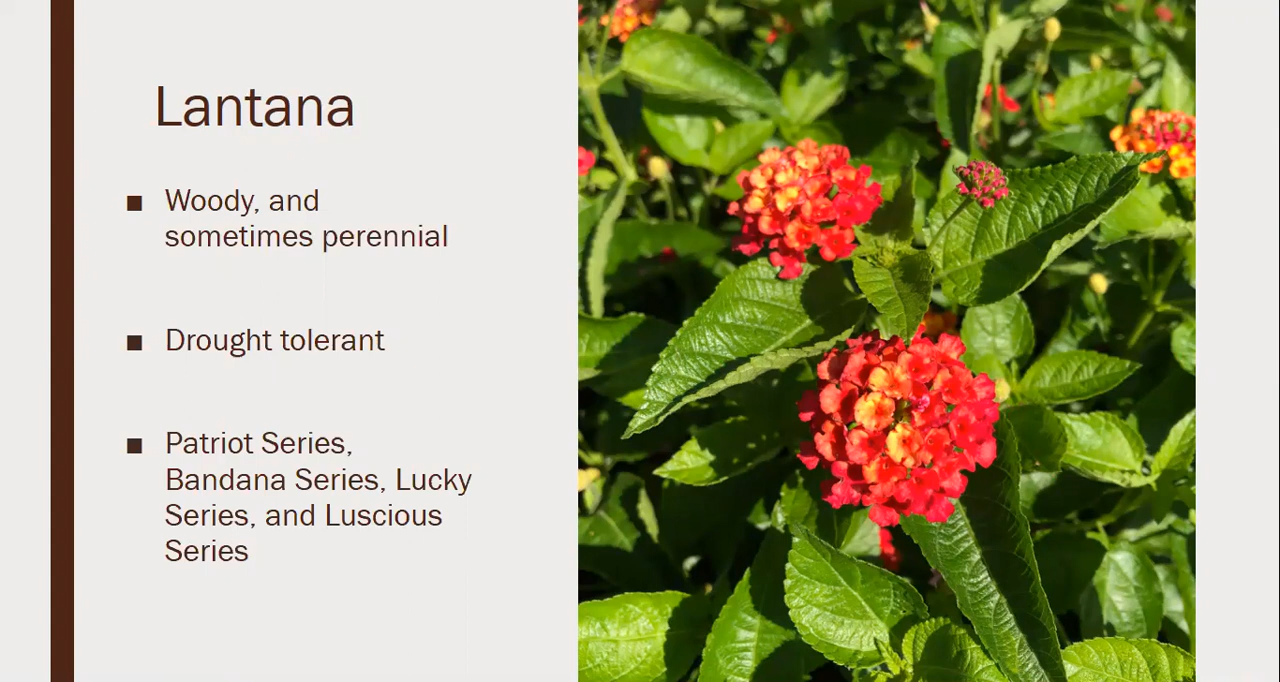 Lantana
■ Woody, and
sometimes perennial
■ Drought tolerant
■ Patriot Series,
Bandana Series, Lucky
Series, and Luscious
Series